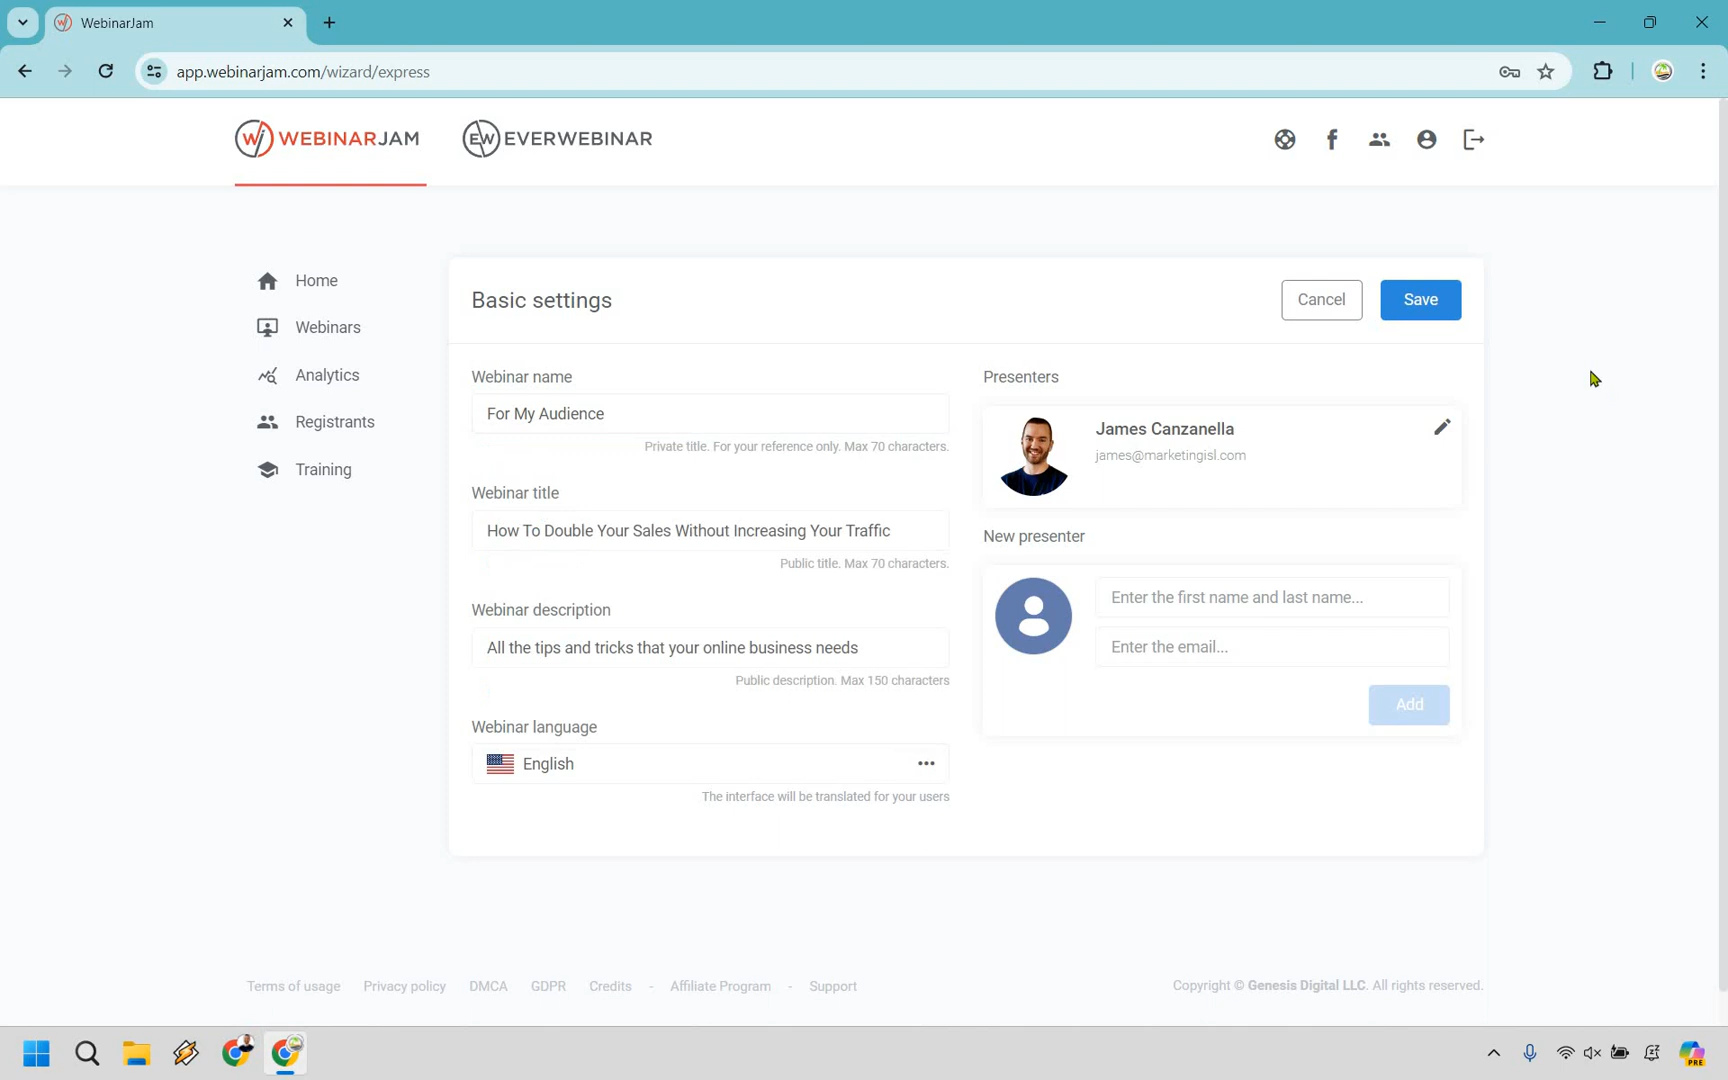 WebinarJam
app.webinarjam.com/wizard/express
WEBINARJAM
EVERWEBINAR
Home
Webinars
Analytics
Registrants
Training
Basic settings
Cancel
Save
Webinar name
For My Audience
Private title. For your reference only. Max 70 characters.
Webinar title
How To Double Your Sales Without Increasing Your Traffic
Public title. Max 70 characters.
Webinar description
All the tips and tricks that your online business needs
Public description. Max 150 characters
Webinar language
English
The interface will be translated for your users
Presenters
James Canzanella
james@marketingisl.com
New presenter
Enter the first name and last name...
Enter the email...
Add
Terms of usage Privacy policy DMCA GDPR Credits - Affiliate Program - Support
Copyright © Genesis Digital LLC. All rights reserved.
PRE